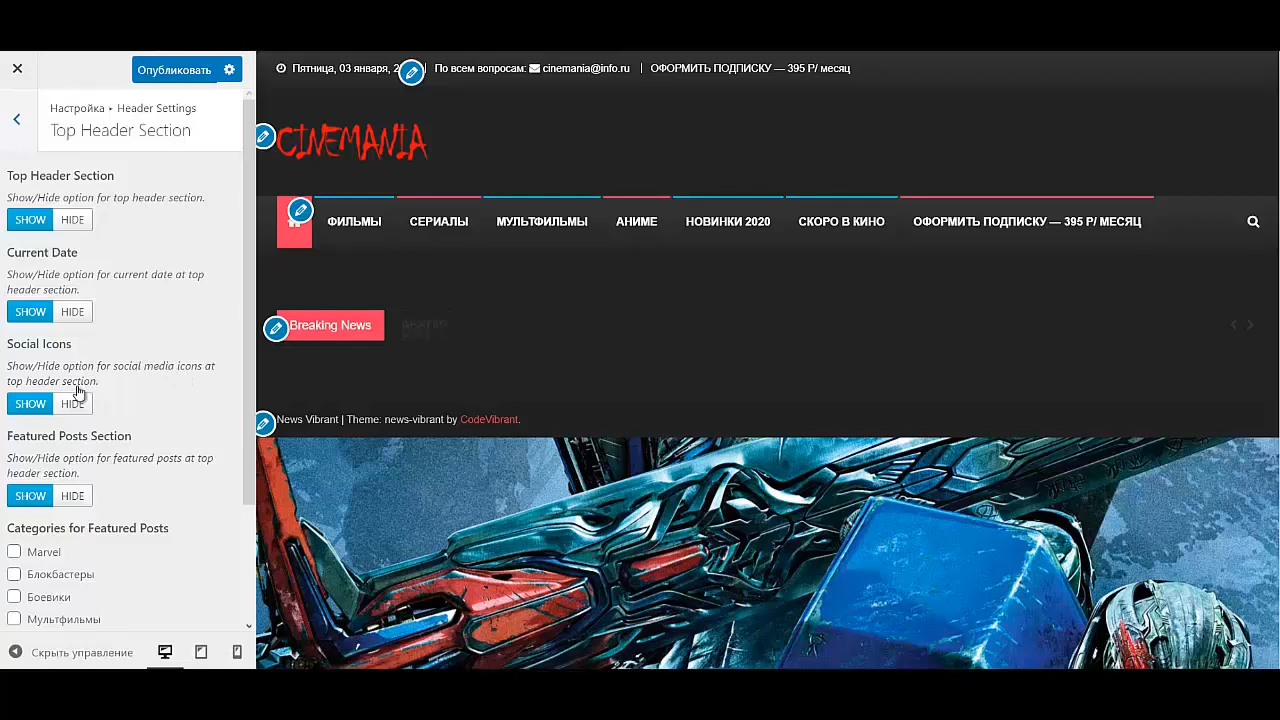 Опубликовать
Настройка ▸ Header Settings
Top Header Section
Top Header Section
Show/Hide option for top header section.
SHOW HIDE
Current Date
Show/Hide option for current date at top
header section.
SHOW HIDE
Social Icons
Show/Hide option for social media icons at
top header section.
SHOW HIDE
Featured Posts Section
Show/Hide option for featured posts at top
header section.
SHOW HIDE
Categories for Featured Posts
Marvel
Блокбастеры
Боевики
Мультфильмы
Скрыть управление
Пятница, 03 января, 2 | По всем вопросам: cinemania@info.ru | ОФОРМИТЬ ПОДПИСКУ — 395 Р/ месяц
CINEMANIA
ФИЛЬМЫ СЕРИАЛЫ МУЛЬТФИЛЬМЫ АНИМЕ НОВИНКИ 2020 СКОРО В КИНО ОФОРМИТЬ ПОДПИСКУ — 395 Р/ МЕСЯЦ
Breaking News
News Vibrant | Theme: news-vibrant by CodeVibrant.